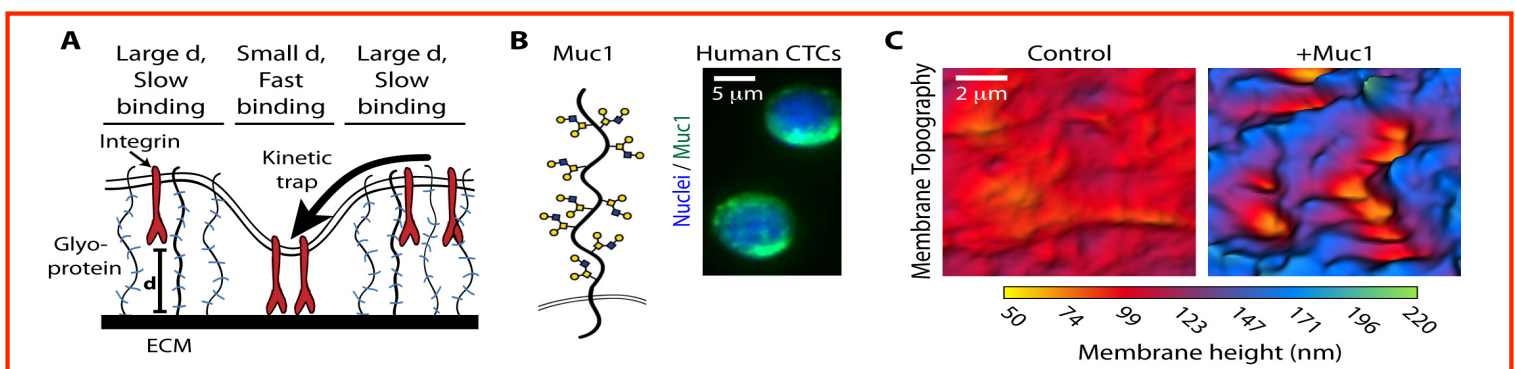 A
Large d,
Slow
binding
Small d,
Fast
binding
Large d,
Slow
binding
Integrin
Kinetic
trap
Glyo-
protein
d
ECM
B
Muc1
Human CTCs
5 μm
Nuclei / Muc1
C
Control
+Muc1
2 μm
Membrane Topography
50 74 99 123 147 171 196 220
Membrane height (nm)